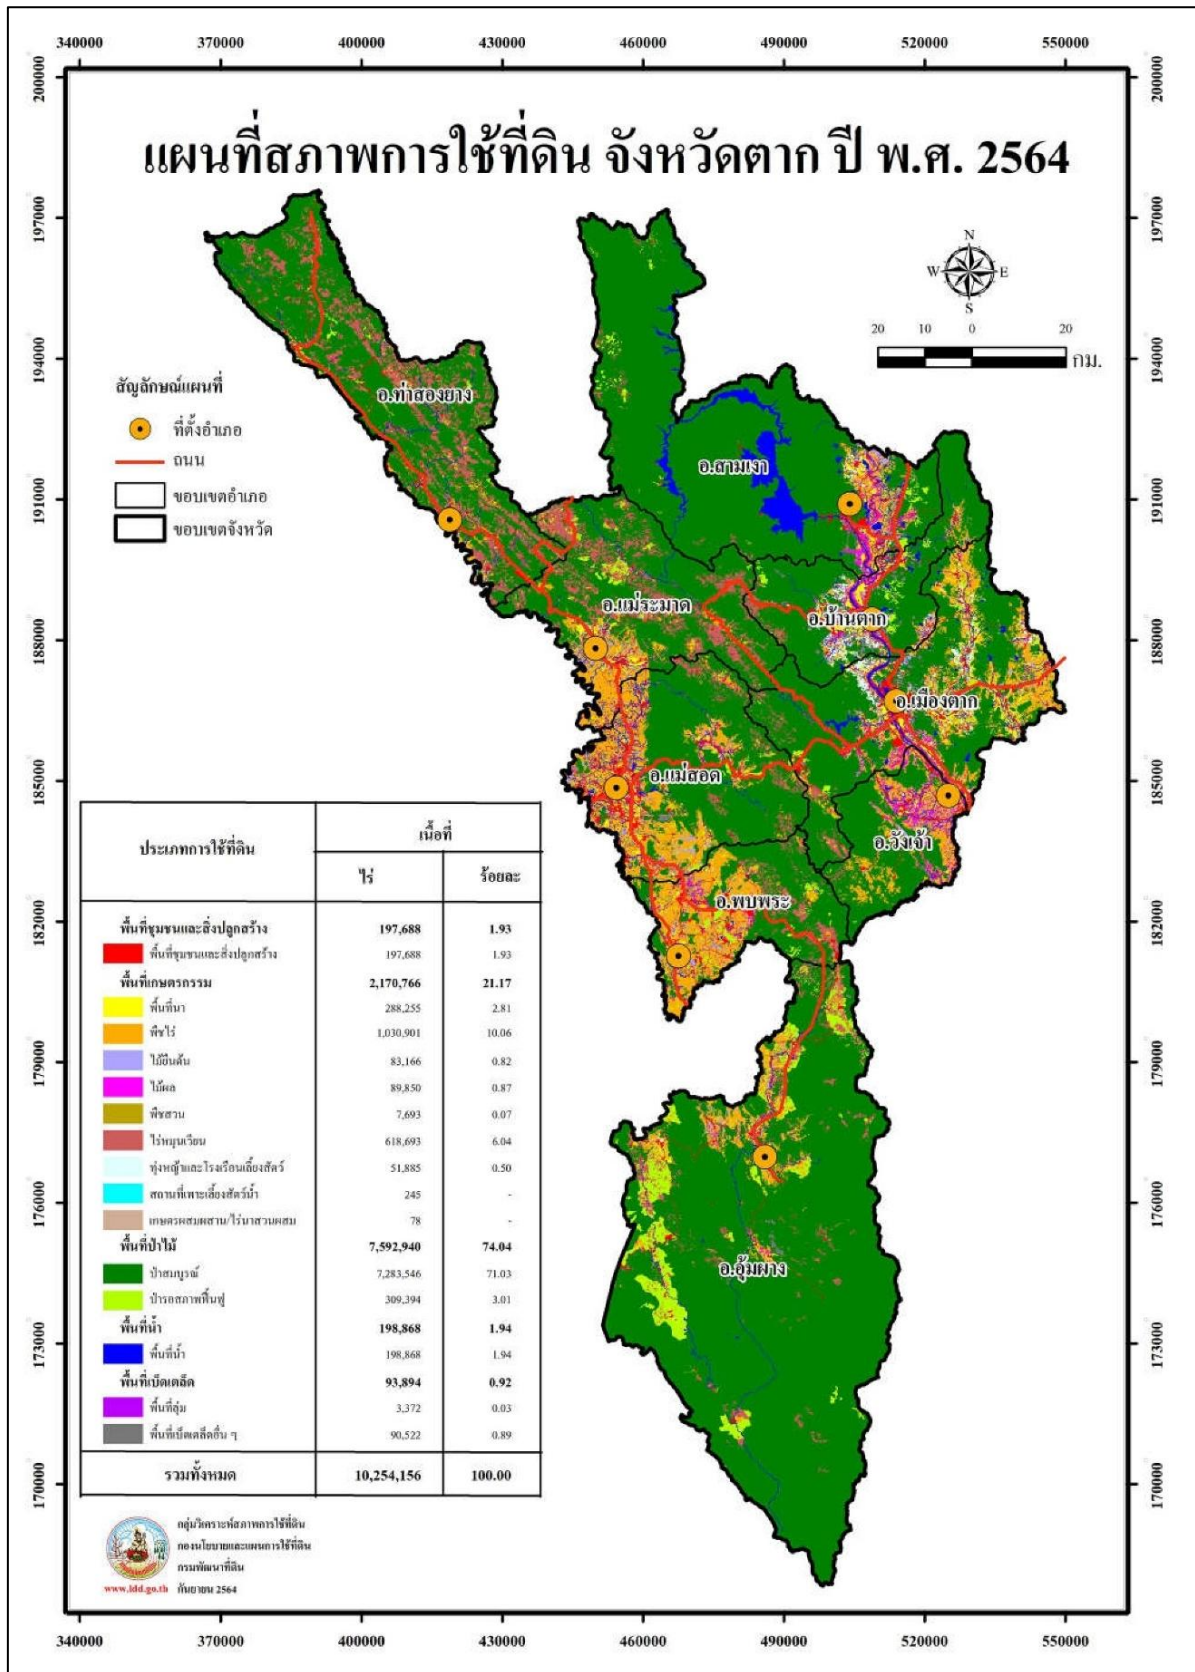 340000 370000 400000 430000 460000 490000 520000 550000
200000 197000 194000 191000 188000 185000 182000 179000 176000 173000 170000
200000 197000 194000 191000 188000 185000 182000 179000 176000 173000 170000
แผนที่สภาพการใช้ที่ดิน จังหวัดตาก ปี พ.ศ. 2564
N
W E
S
20 10 0 20
กม.
สัญลักษณ์แผนที่
ที่ตั้งอำเภอ
ถนน
ขอบเขตอำเภอ
ขอบเขตจังหวัด
อ.ท่าสองยาง
อ.สามเงา
อ.แม่ระมาด
อ.บ้านตาก
อ.เมืองตาก
อ.แม่สอด
อ.วังเจ้า
อ.พบพระ
อ.อุ้มผาง
ประเภทการใช้ที่ดิน เนื้อที่
ไร่ ร้อยละ
พื้นที่ชุมชนและสิ่งปลูกสร้าง 197,688 1.93
พื้นที่ชุมชนและสิ่งปลูกสร้าง 197,688 1.93
พื้นที่เกษตรกรรม 2,170,766 21.17
พื้นที่นา 288,255 2.81
พืชไร่ 1,030,901 10.06
ไม้ยืนต้น 83,166 0.82
ไม้ผล 89,850 0.87
พืชสวน 7,693 0.07
ไร่หมุนเวียน 618,693 6.04
ทุ่งหญ้าและโรงเรือนเลี้ยงสัตว์ 51,885 0.50
สถานที่เพาะเลี้ยงสัตว์น้ำ 245 -
เกษตรผสมผสาน/ไร่นาสวนผสม 78 -
พื้นที่ป่าไม้ 7,592,940 74.04
ป่าสมบูรณ์ 7,283,546 71.03
ป่ารอสภาพฟื้นฟู 309,394 3.01
พื้นที่น้ำ 198,868 1.94
พื้นที่น้ำ 198,868 1.94
พื้นที่เบ็ดเตล็ด 93,894 0.92
พื้นที่ลุ่ม 3,372 0.03
พื้นที่เบ็ดเตล็ดอื่น ๆ 90,522 0.89
รวมทั้งหมด 10,254,156 100.00
กลุ่มวิเคราะห์สภาพการใช้ที่ดิน
กองนโยบายและแผนการใช้ที่ดิน
กรมพัฒนาที่ดิน
www.ldd.go.th กันยายน 2564
340000 370000 400000 430000 460000 490000 520000 550000